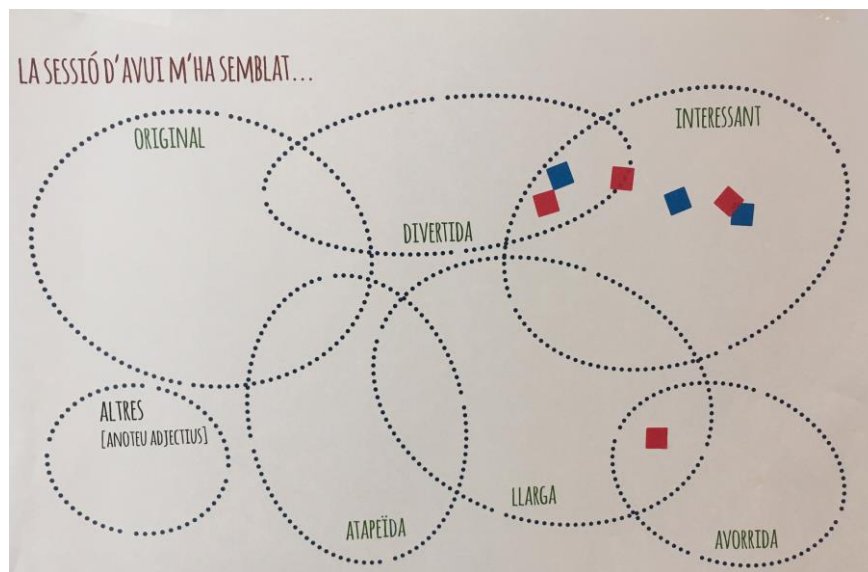 LA SESSIÓ D'AVUI M'HA SEMBLAT...
ORIGINAL
INTERESSANT
DIVERTIDA
ALTRES
[ANOTEU ADJECTIUS]
LLARGA
ATAPEÏDA
AVORRIDA